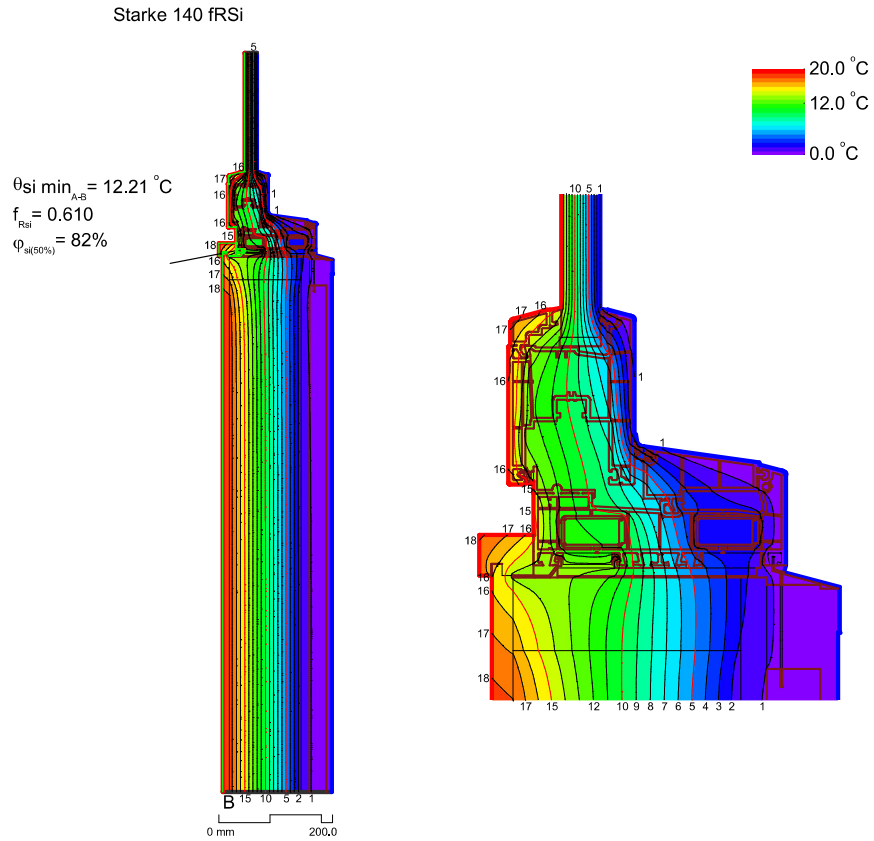 Starke 140 fRSi
5
20.0 °C
12.0 °C
0.0 °C
θsi min A-B = 12.21 °C
fRsi = 0.610
φsi(50%) = 82%
16
17
16
1
1
16
15
18
16
17
18
B 15 10 5 2 1
0 mm 200.0
10 5 1
16
17
17
16
1
1
16
15
15
17 16
18
18
16
17
18
17 15 12 10 9 8 7 6 5 4 3 2 1